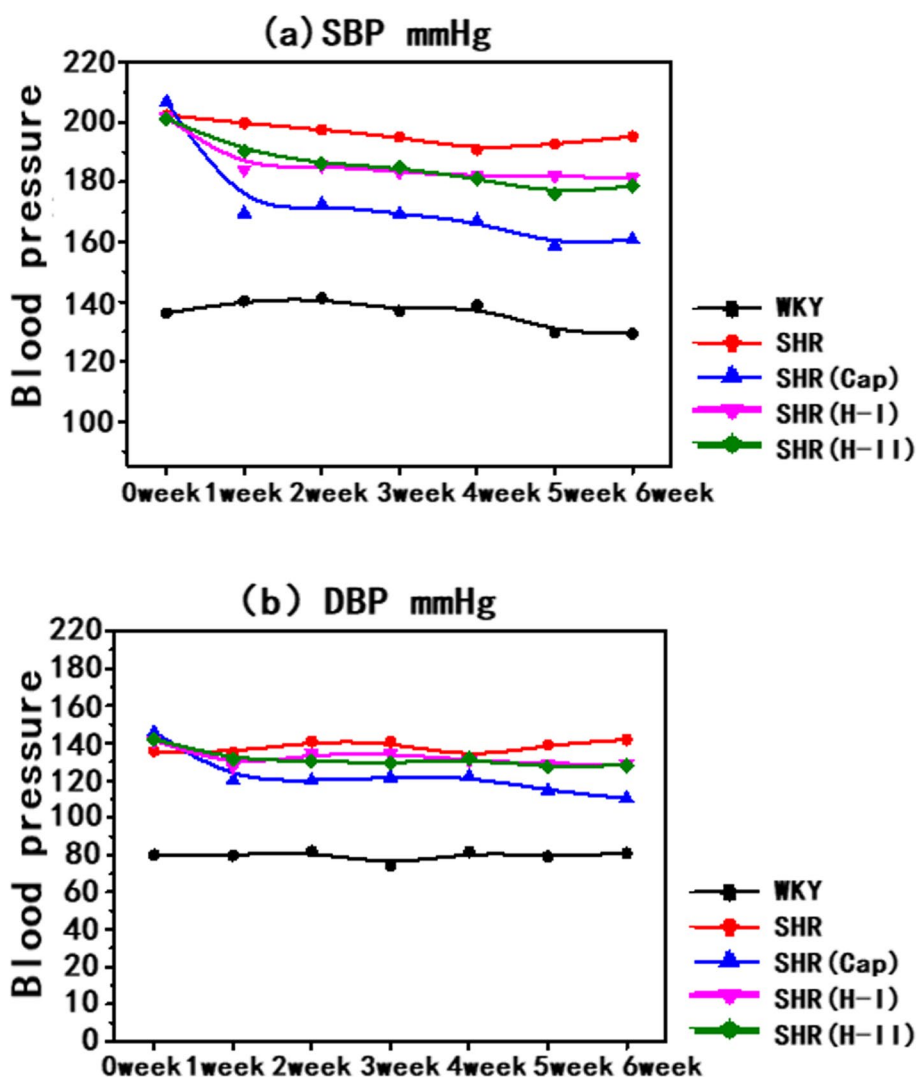 (a) SBP mmHg
Blood pressure
220
200
180
160
140
120
100
0week 1week 2week 3week 4week 5week 6week
WKY
SHR
SHR(Cap)
SHR(H-I)
SHR(H-II)
(b) DBP mmHg
Blood pressure
220
180
160
140
120
100
80
60
40
20
10
0
0week 1week 2week 3week 4week 5week 6week
WKY
SHR
SHR(Cap)
SHR(H-I)
SHR(H-II)